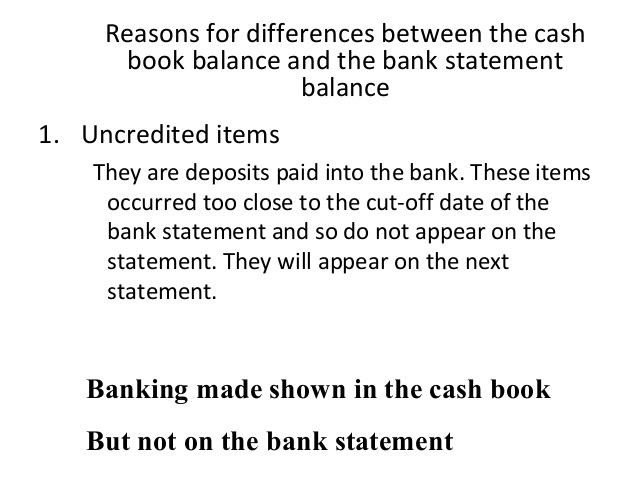 Reasons for differences between the cash
book balance and the bank statement
balance
1. Uncredited items
They are deposits paid into the bank. These items
occurred too close to the cut-off date of the
bank statement and so do not appear on the
statement. They will appear on the next
statement.
Banking made shown in the cash book
But not on the bank statement